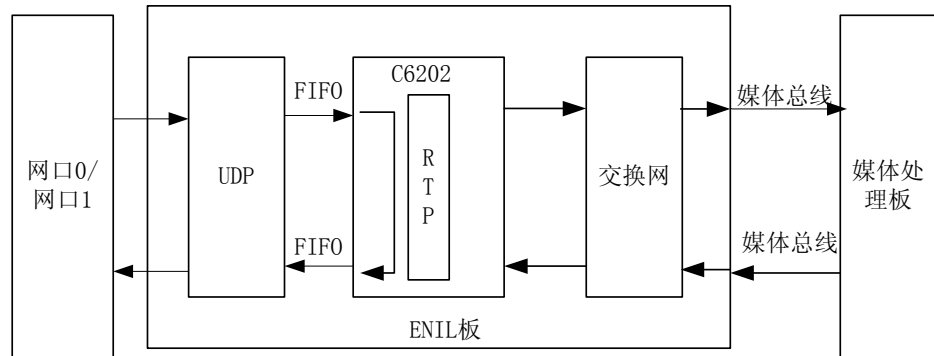 网口0/
网口1
UDP
FIFO
FIFO
C6202
R
T
P
交换网
媒体总线
媒体总线
媒体处
理板
ENIL板